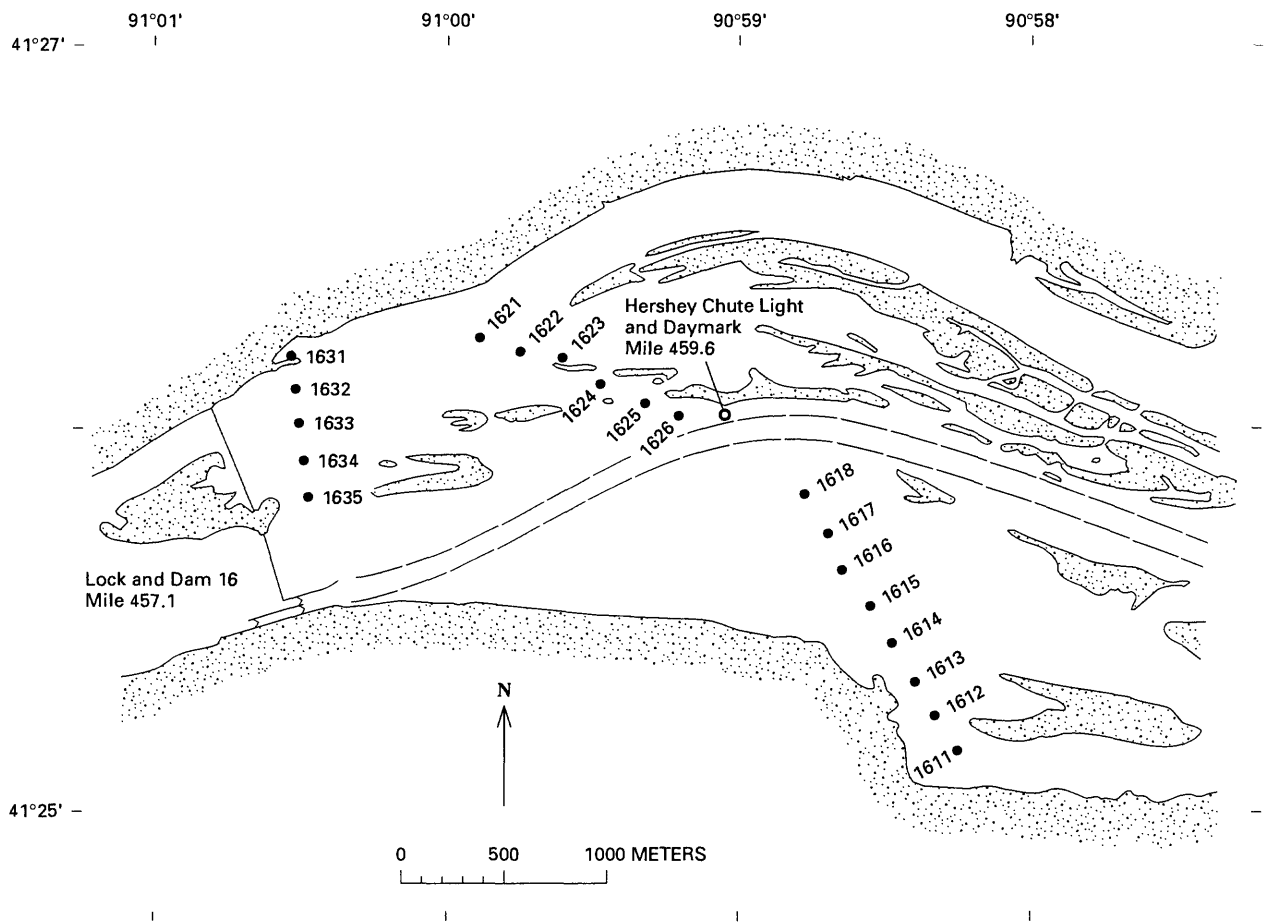 91°01' 91°00' 90°59' 90°58'
41°27'
Hershey Chute Light
and Daymark
Mile 459.6
1621
1622
1623
1631
1632
1624
1625
1633
1626
1634
1635
1618
1617
1616
Lock and Dam 16
Mile 457.1
1615
1614
1613
N
1612
1611
41°25'
0 500 1000 METERS